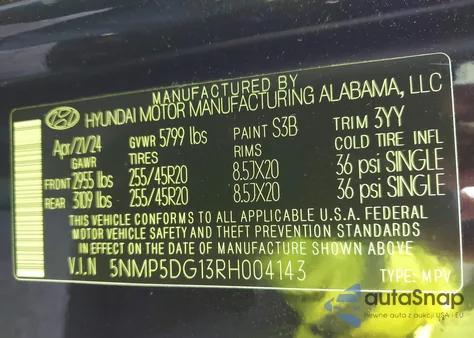 MANUFACTURED BY
HYUNDAI MOTOR MANUFACTURING ALABAMA, LLC
Apr/21/24 GVWR 5799 lbs PAINT S3B TRIM 3YY
GAWR TIRES RIMS COLD TIRE INFL
FRONT 2955 lbs 255/45R20 8.5JX20 36 psi SINGLE
REAR 3109 lbs 255/45R20 8.5JX20 36 psi SINGLE
THIS VEHICLE CONFORMS TO ALL APPLICABLE U.S.A. FEDERAL
MOTOR VEHICLE SAFETY AND THEFT PREVENTION STANDARDS
IN EFFECT ON THE DATE OF MANUFACTURE SHOWN ABOVE.
V.I.N 5NMP5DG13RH004143 TYPE: MPV
autoSnap
pewne auta z aukcji USA i EU